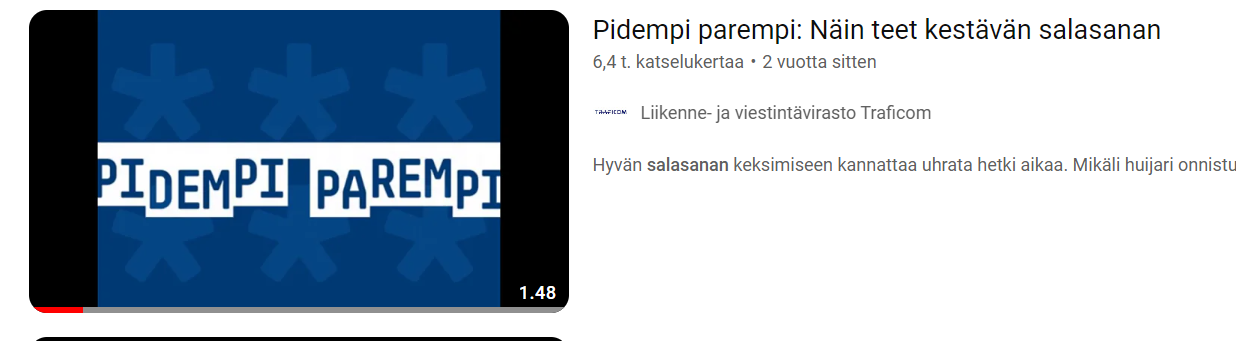 PIDEMPI PAREMPI
1.48
Pidempi parempi: Näin teet kestävän salasanan
6,4 t. katselukertaa • 2 vuotta sitten
TRAFICOM Liikenne- ja viestintävirasto Traficom
Hyvän salasanan keksimiseen kannattaa uhrata hetki aikaa. Mikäli huijari onnistu